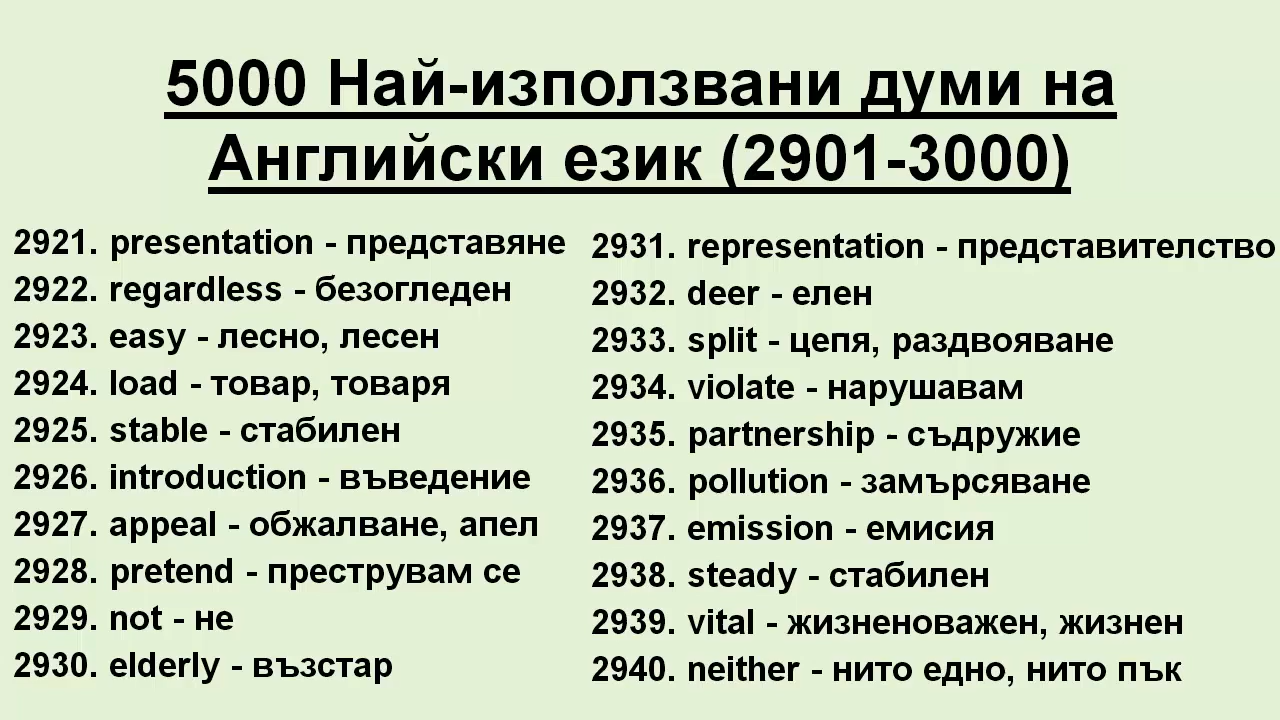 5000 Най-използвани думи на
Английски език (2901-3000)
2921. presentation - представяне
2922. regardless - безогледен
2923. easy - лесно, лесен
2924. load - товар, товаря
2925. stable - стабилен
2926. introduction - въведение
2927. appeal - обжалване, апел
2928. pretend - преструвам се
2929. not - не
2930. elderly - възстар
2931. representation - представителство
2932. deer - елен
2933. split - цепя, раздвояване
2934. violate - нарушавам
2935. partnership - съдружие
2936. pollution - замърсяване
2937. emission - емисия
2938. steady - стабилен
2939. vital - жизненоважен, жизнен
2940. neither - нито едно, нито пък